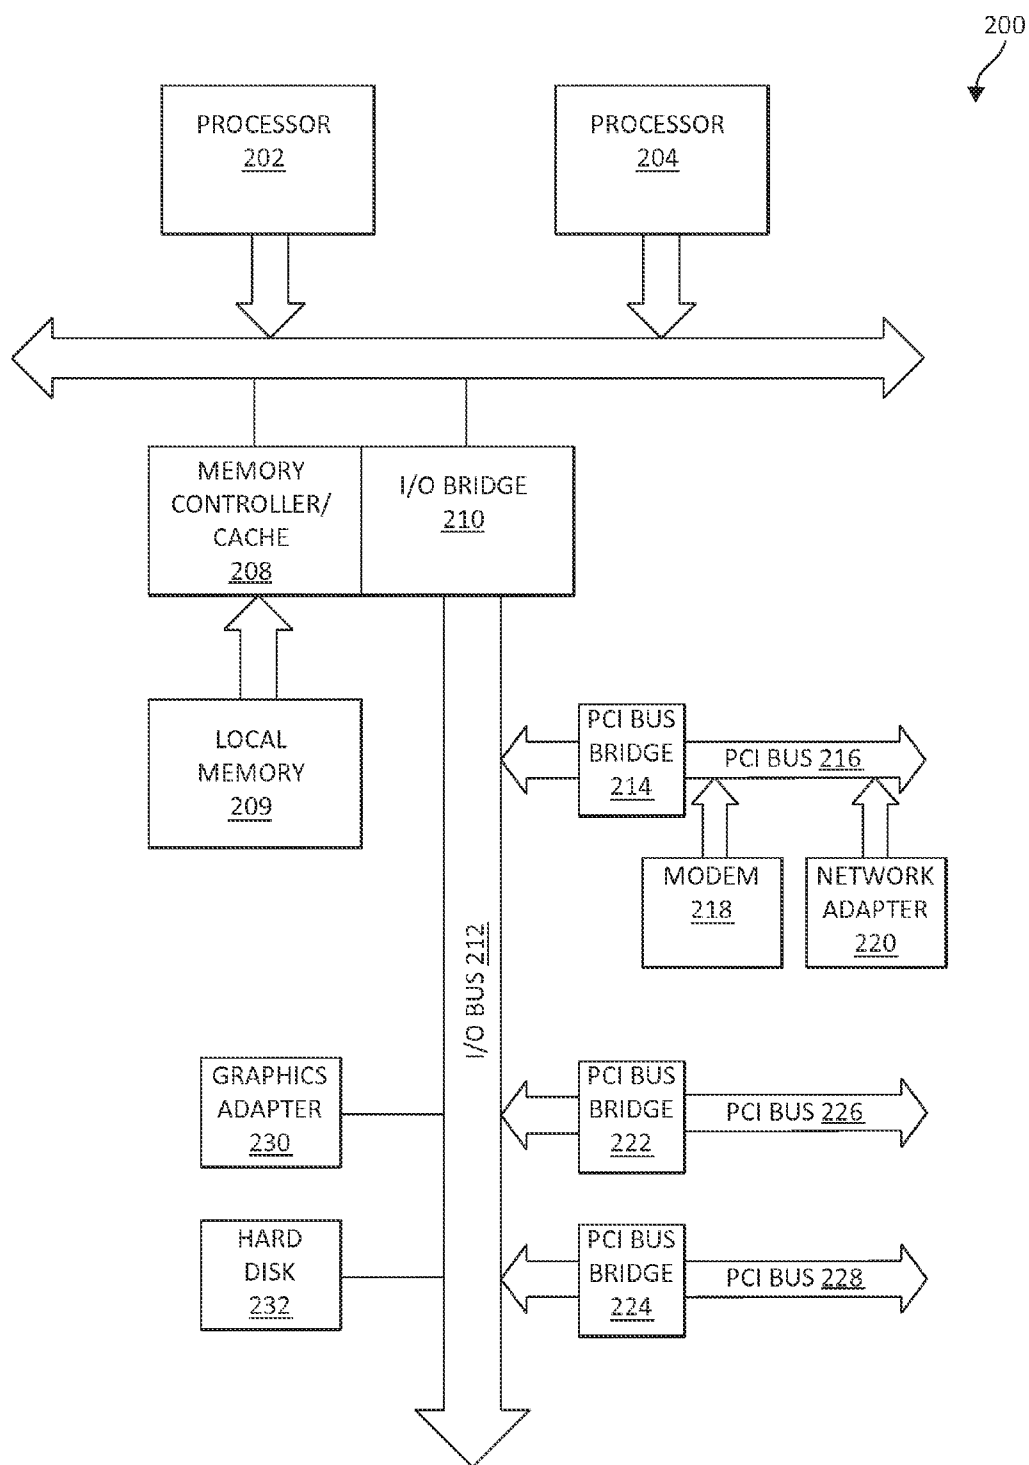 200
PROCESSOR
202
PROCESSOR
204
MEMORY
CONTROLLER/
CACHE
208
I/O BRIDGE
210
LOCAL
MEMORY
209
PCI BUS
BRIDGE
214
PCI BUS 216
MODEM
218
NETWORK
ADAPTER
220
I/O BUS 212
GRAPHICS
ADAPTER
230
PCI BUS
BRIDGE
222
PCI BUS 226
HARD
DISK
232
PCI BUS
BRIDGE
224
PCI BUS 228